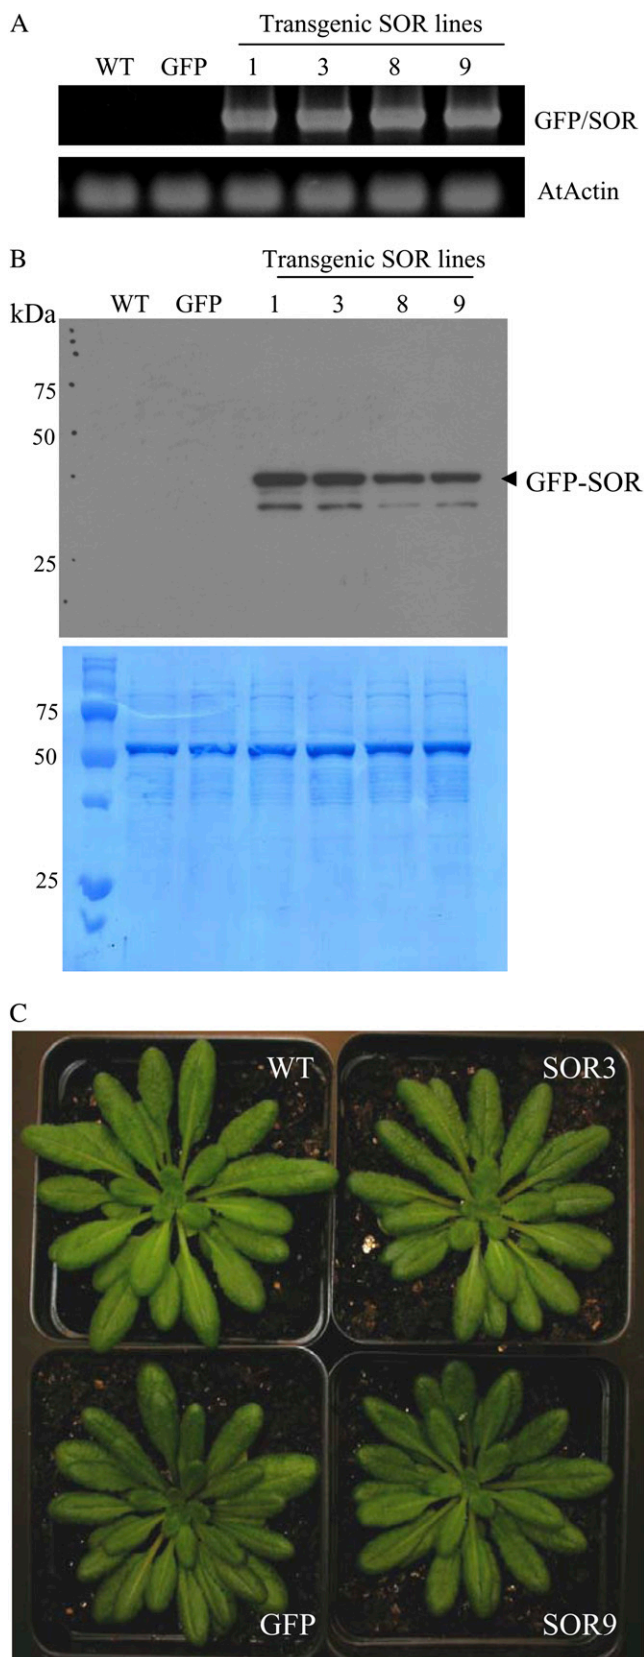 A
Transgenic SOR lines
WT GFP 1 3 8 9
GFP/SOR
AtActin
B
Transgenic SOR lines
kDa WT GFP 1 3 8 9
75
50
GFP-SOR
25
75
50
25
C
WT SOR3
GFP SOR9